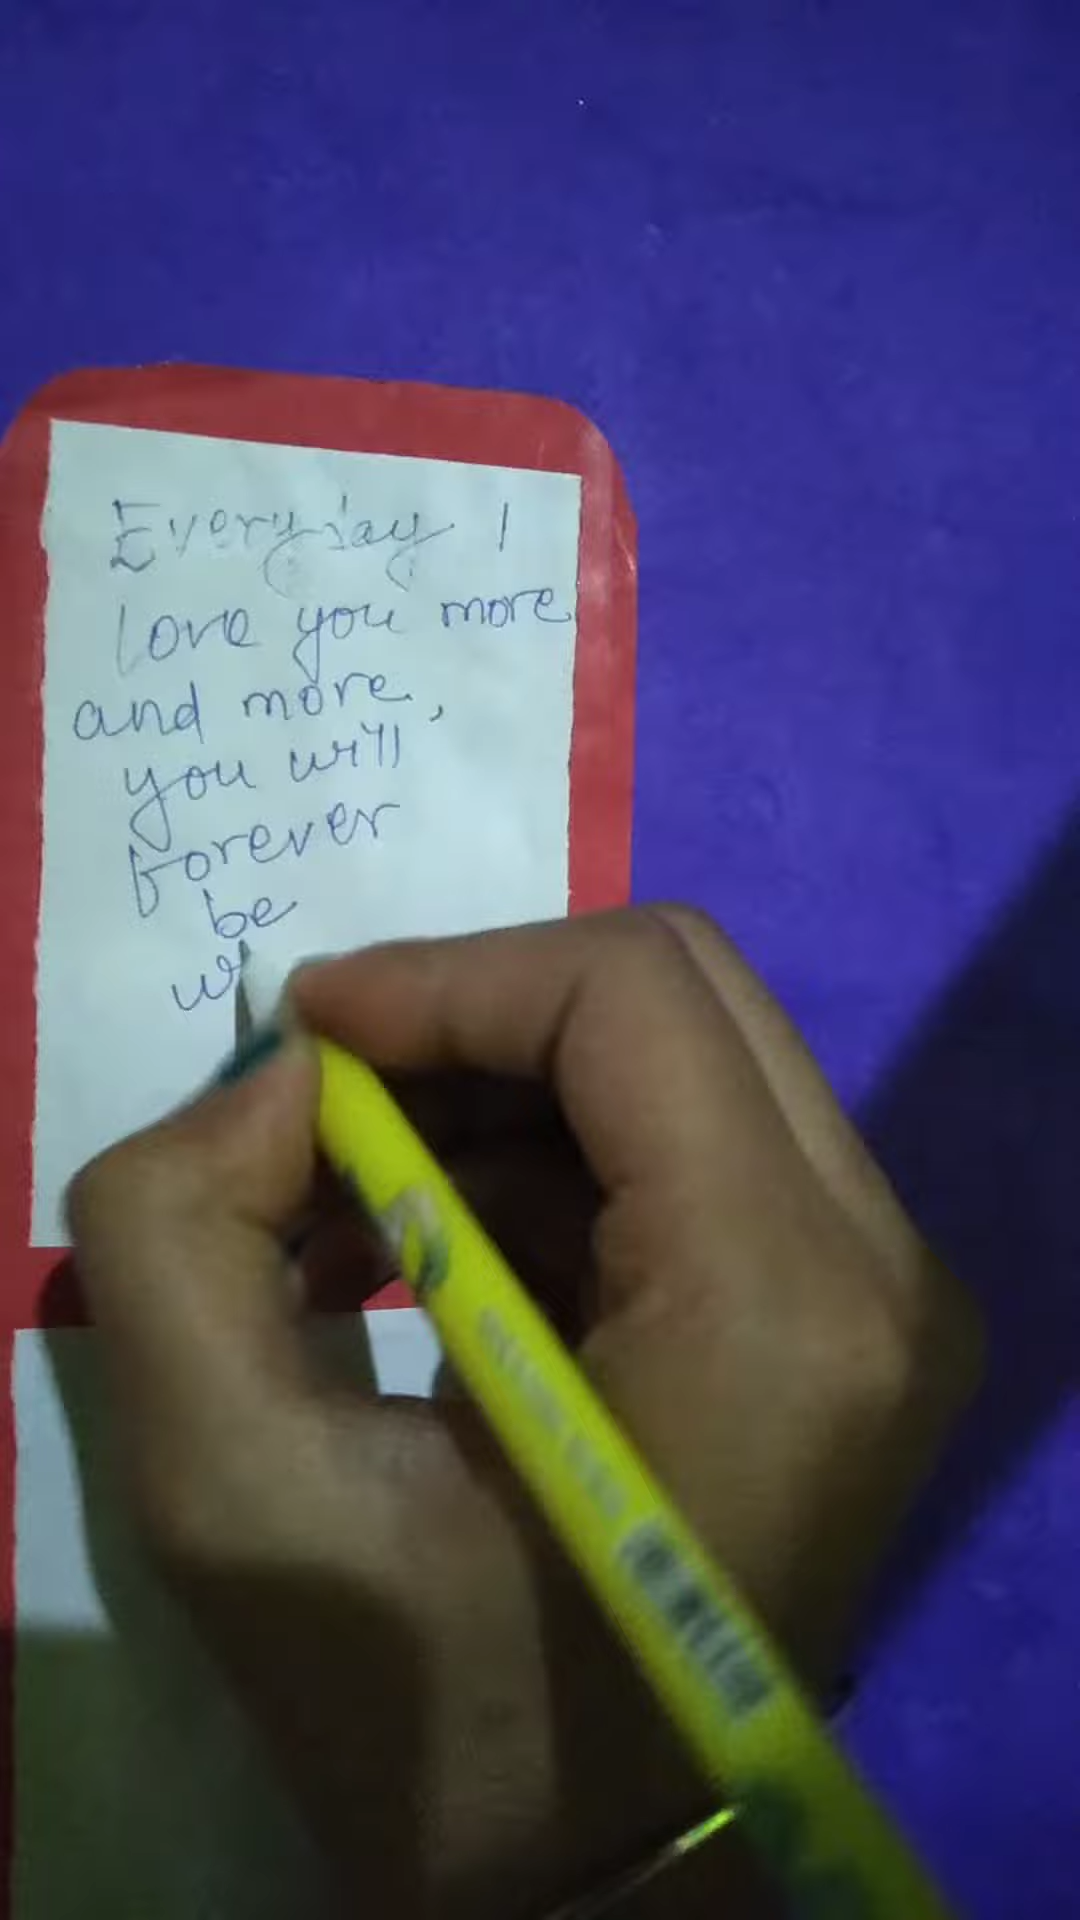 Everyday I
love you more
and more,
you will
forever
be
w